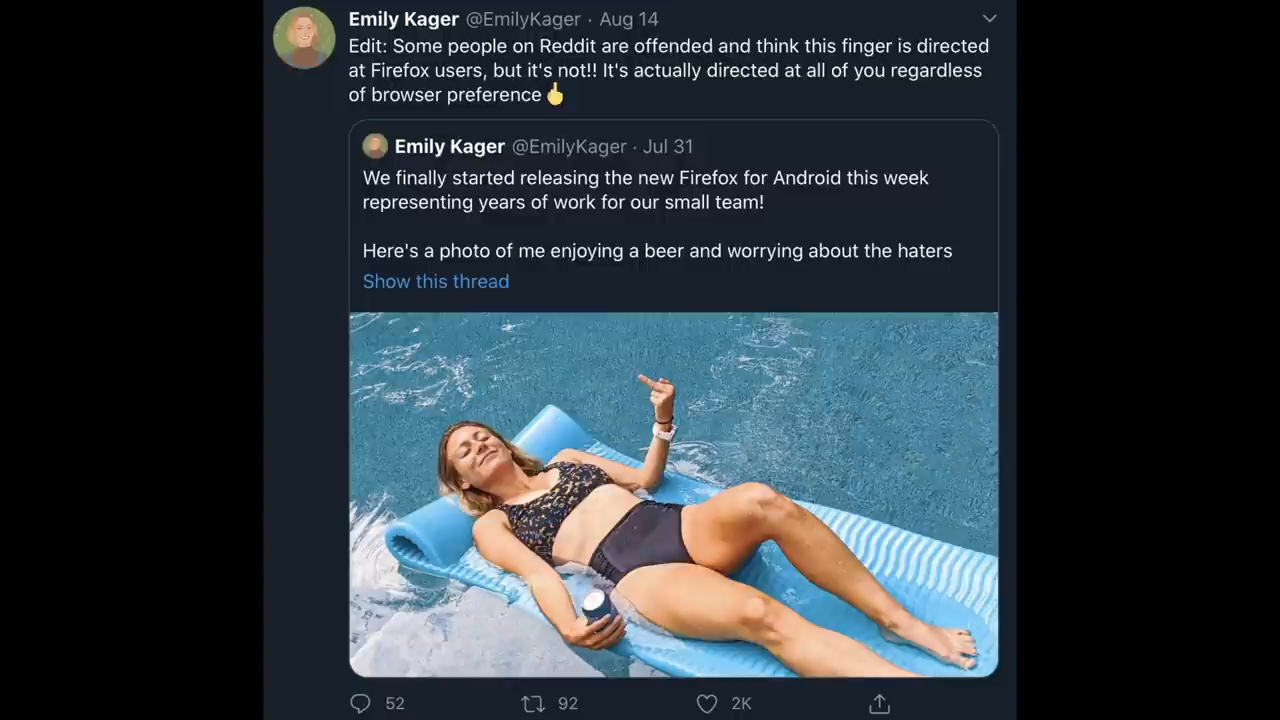 Emily Kager @EmilyKager · Aug 14
Edit: Some people on Reddit are offended and think this finger is directed
at Firefox users, but it's not!! It's actually directed at all of you regardless
of browser preference🖕
Emily Kager @EmilyKager · Jul 31
We finally started releasing the new Firefox for Android this week
representing years of work for our small team!
Here's a photo of me enjoying a beer and worrying about the haters
Show this thread
52 92 2K